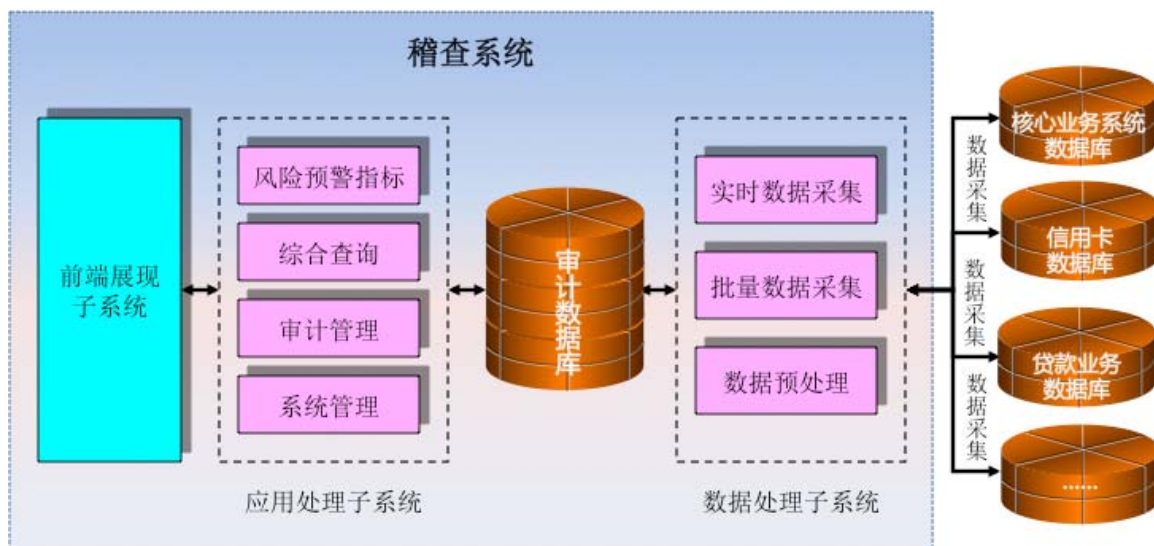 稽查系统
前端展现
子系统
风险预警指标
综合查询
审计管理
系统管理
应用处理子系统
审计数据库
实时数据采集
批量数据采集
数据预处理
数据处理子系统
数据采集
数据采集
数据采集
核心业务系统
数据库
信用卡
数据库
贷款业务
数据库
......